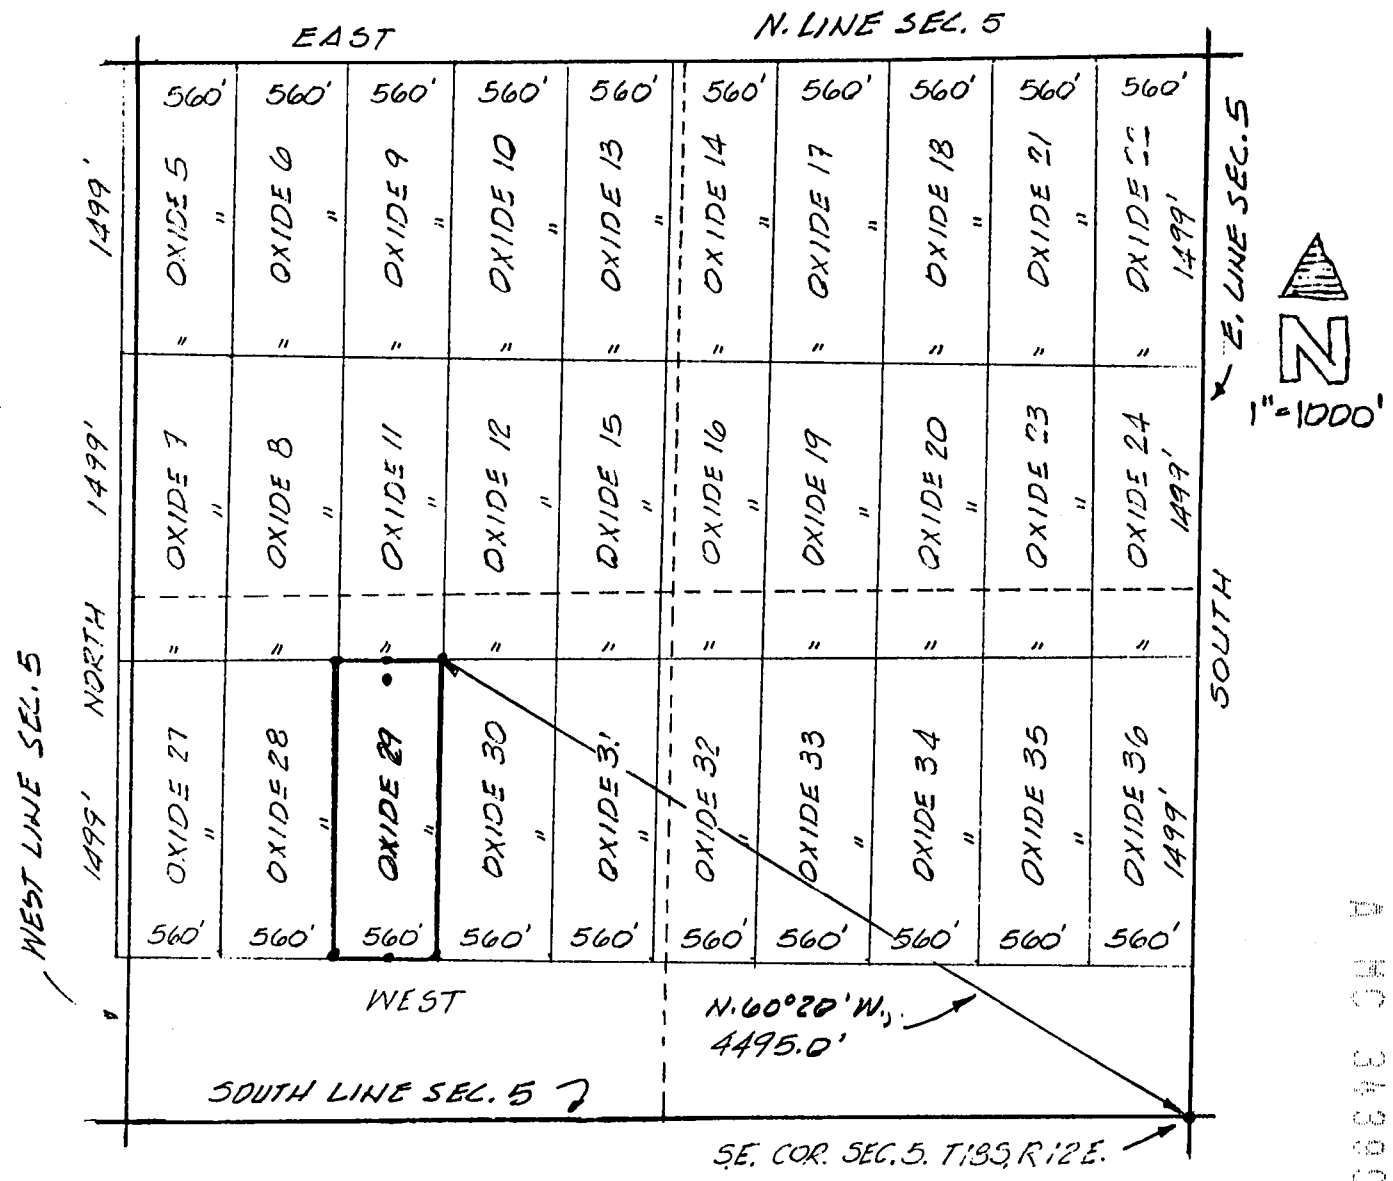 EAST
N. LINE SEC. 5
560' 560' 560' 560' 560' 560' 560' 560' 560' 560'
1499'
OXIDE 5 "
OXIDE 6 "
OXIDE 9 "
OXIDE 10 "
OXIDE 13 "
OXIDE 14 "
OXIDE 17 "
OXIDE 18 "
OXIDE 21 "
OXIDE 22 1499'
" " " " " " " " " "
E. LINE SEC. 5
N
1"=1000'
1499'
OXIDE 7 "
OXIDE 8 "
OXIDE 11 "
OXIDE 12 "
OXIDE 15 "
OXIDE 16 "
OXIDE 19 "
OXIDE 20 "
OXIDE 23 "
OXIDE 24 1499'
NORTH
SOUTH
" " " " " " " " " "
WEST LINE SEC. 5
1499'
OXIDE 27 "
OXIDE 28 "
OXIDE 29 "
OXIDE 30 "
OXIDE 31 "
OXIDE 32 "
OXIDE 33 "
OXIDE 34 "
OXIDE 35 "
OXIDE 36 1499'
560' 560' 560' 560' 560' 560' 560' 560' 560' 560'
WEST
N.60°20'W.,
4495.0'
SOUTH LINE SEC. 5
S.E. COR. SEC. 5. T18S, R12E.
A MC